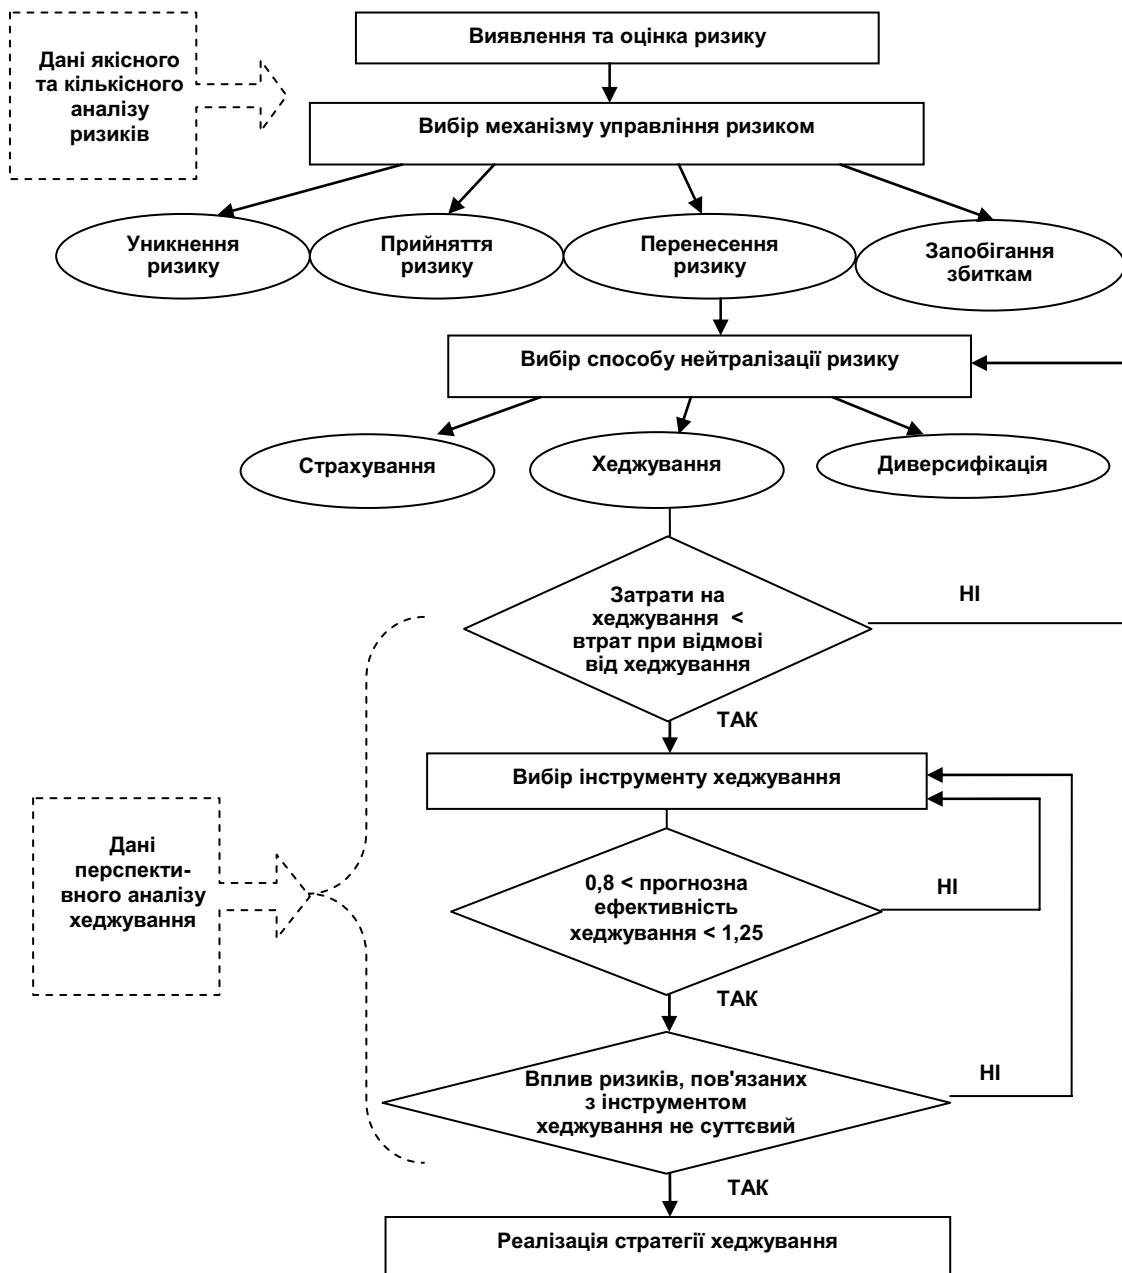 Виявлення та оцінка ризику
Дані якісного
та кількісного
аналізу
ризиків
Вибір механізму управління ризиком
Уникнення
ризику
Прийняття
ризику
Перенесення
ризику
Запобігання
збиткам
Вибір способу нейтралізації ризику
Страхування
Хеджування
Диверсифікація
Затрати на
хеджування <
втрат при відмові
від хеджування
НІ
ТАК
Вибір інструменту хеджування
Дані
перспекти-
вного аналізу
хеджування
0,8 < прогнозна
ефективність
хеджування < 1,25
НІ
ТАК
Вплив ризиків, пов'язаних
з інструментом
хеджування не суттєвий
НІ
ТАК
Реалізація стратегії хеджування